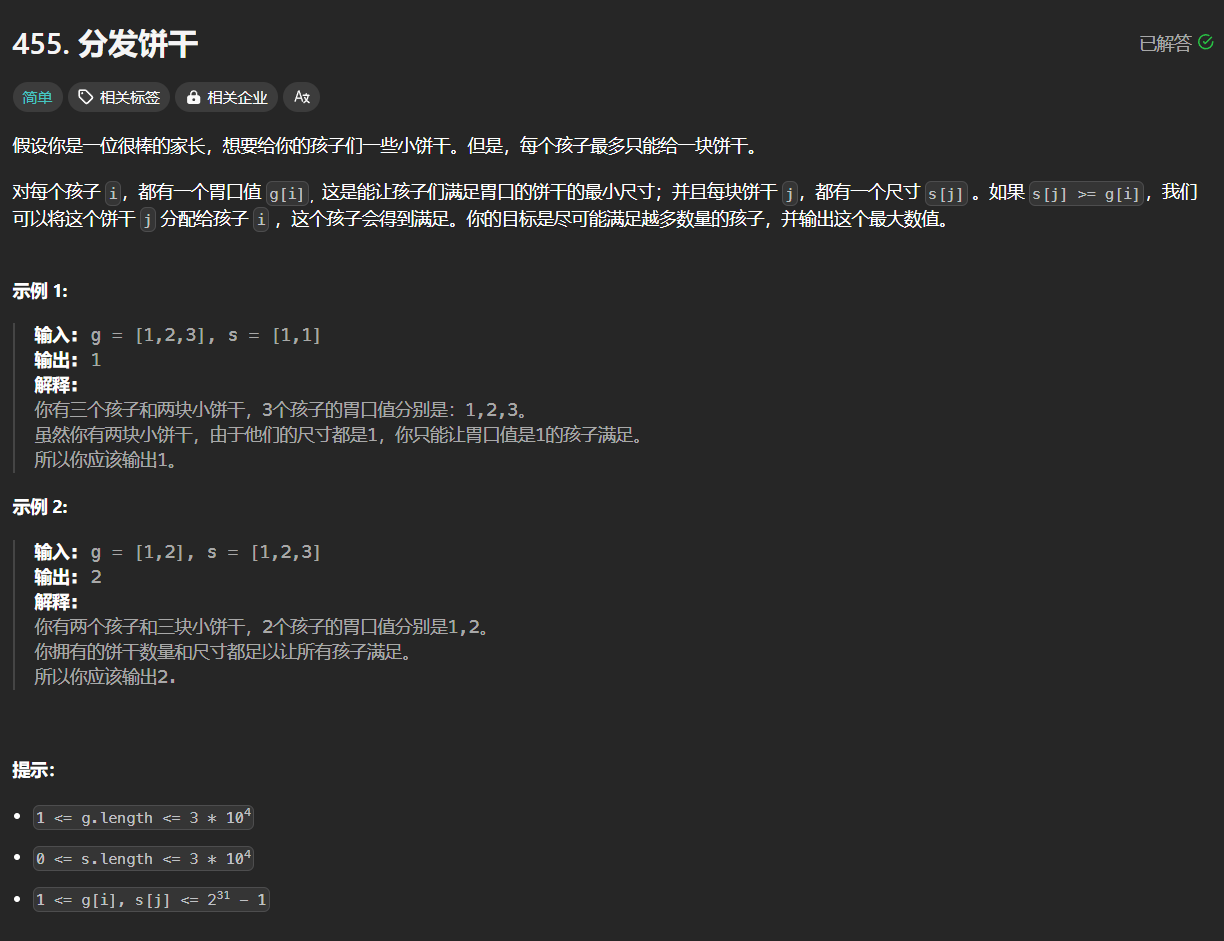 455. 分发饼干
已解答
简单 相关标签 相关企业
假设你是一位很棒的家长，想要给你的孩子们一些小饼干。但是，每个孩子最多只能给一块饼干。
对每个孩子 i，都有一个胃口值 g[i]，这是能让孩子们满足胃口的饼干的最小尺寸；并且每块饼干 j，都有一个尺寸 s[j] 。如果 s[j] >= g[i]，我们
可以将这个饼干 j 分配给孩子 i ，这个孩子会得到满足。你的目标是尽可能满足越多数量的孩子，并输出这个最大数值。
示例 1:
输入: g = [1,2,3], s = [1,1]
输出: 1
解释:
你有三个孩子和两块小饼干，3个孩子的胃口值分别是：1,2,3。
虽然你有两块小饼干，由于他们的尺寸都是1，你只能让胃口值是1的孩子满足。
所以你应该输出1。
示例 2:
输入: g = [1,2], s = [1,2,3]
输出: 2
解释:
你有两个孩子和三块小饼干，2个孩子的胃口值分别是1,2。
你拥有的饼干数量和尺寸都足以让所有孩子满足。
所以你应该输出2.
提示:
1 <= g.length <= 3 * 10⁴
0 <= s.length <= 3 * 10⁴
1 <= g[i], s[j] <= 2³¹ - 1